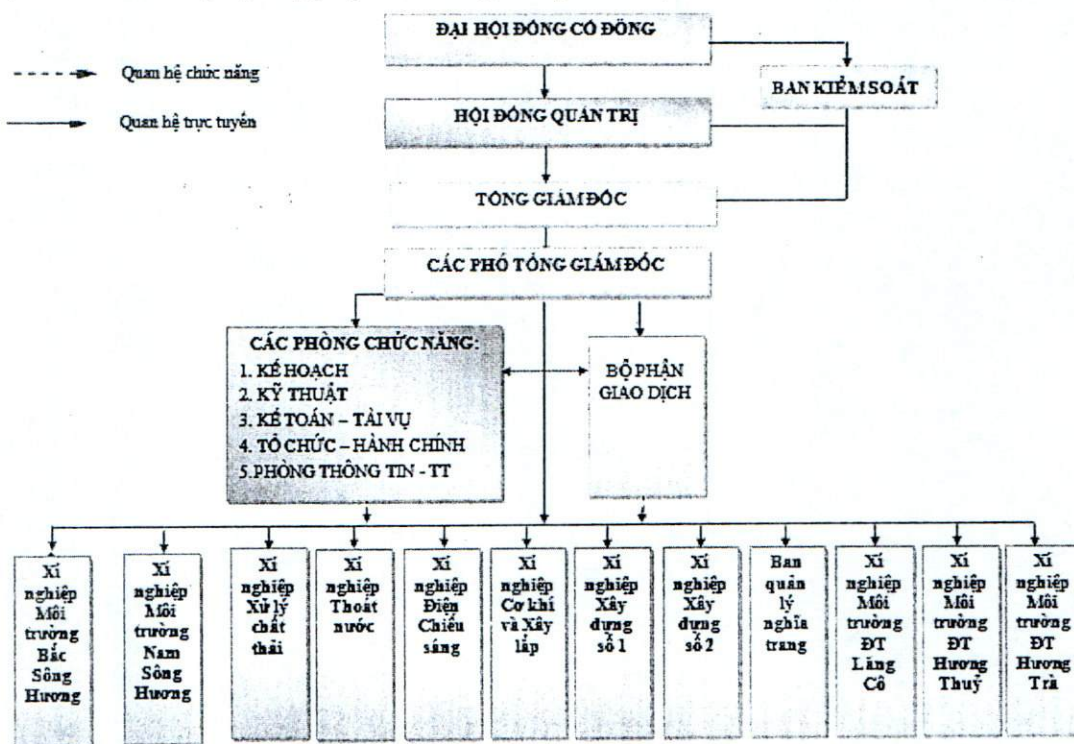 ĐẠI HỘI ĐỒNG CỔ ĐÔNG
Quan hệ chức năng
BAN KIỂM SOÁT
Quan hệ trực tuyến
HỘI ĐỒNG QUẢN TRỊ
TỔNG GIÁM ĐỐC
CÁC PHÓ TỔNG GIÁM ĐỐC
CÁC PHÒNG CHỨC NĂNG:
1. KẾ HOẠCH
2. KỸ THUẬT
3. KẾ TOÁN – TÀI VỤ
4. TỔ CHỨC – HÀNH CHÍNH
5.PHÒNG THÔNG TIN - TT
BỘ PHẬN
GIAO DỊCH
Xí
nghiệp
Môi
trường
Bắc
Sông
Hương
Xí
nghiệp
Môi
trường
Nam
Sông
Hương
Xí
nghiệp
Xử lý
chất
thải
Xí
nghiệp
Thoát
nước
Xí
nghiệp
Điện
Chiếu
sáng
Xí
nghiệp
Cơ khí
và Xây
lắp
Xí
nghiệp
Xây
dựng
số 1
Xí
nghiệp
Xây
dựng
số 2
Ban
quản
lý
nghĩa
trang
Xí
nghiệp
Môi
trường
ĐT
Lăng
Cô
Xí
nghiệp
Môi
trường
ĐT
Hương
Thuỷ
Xí
nghiệp
Môi
trường
ĐT
Hương
Trà